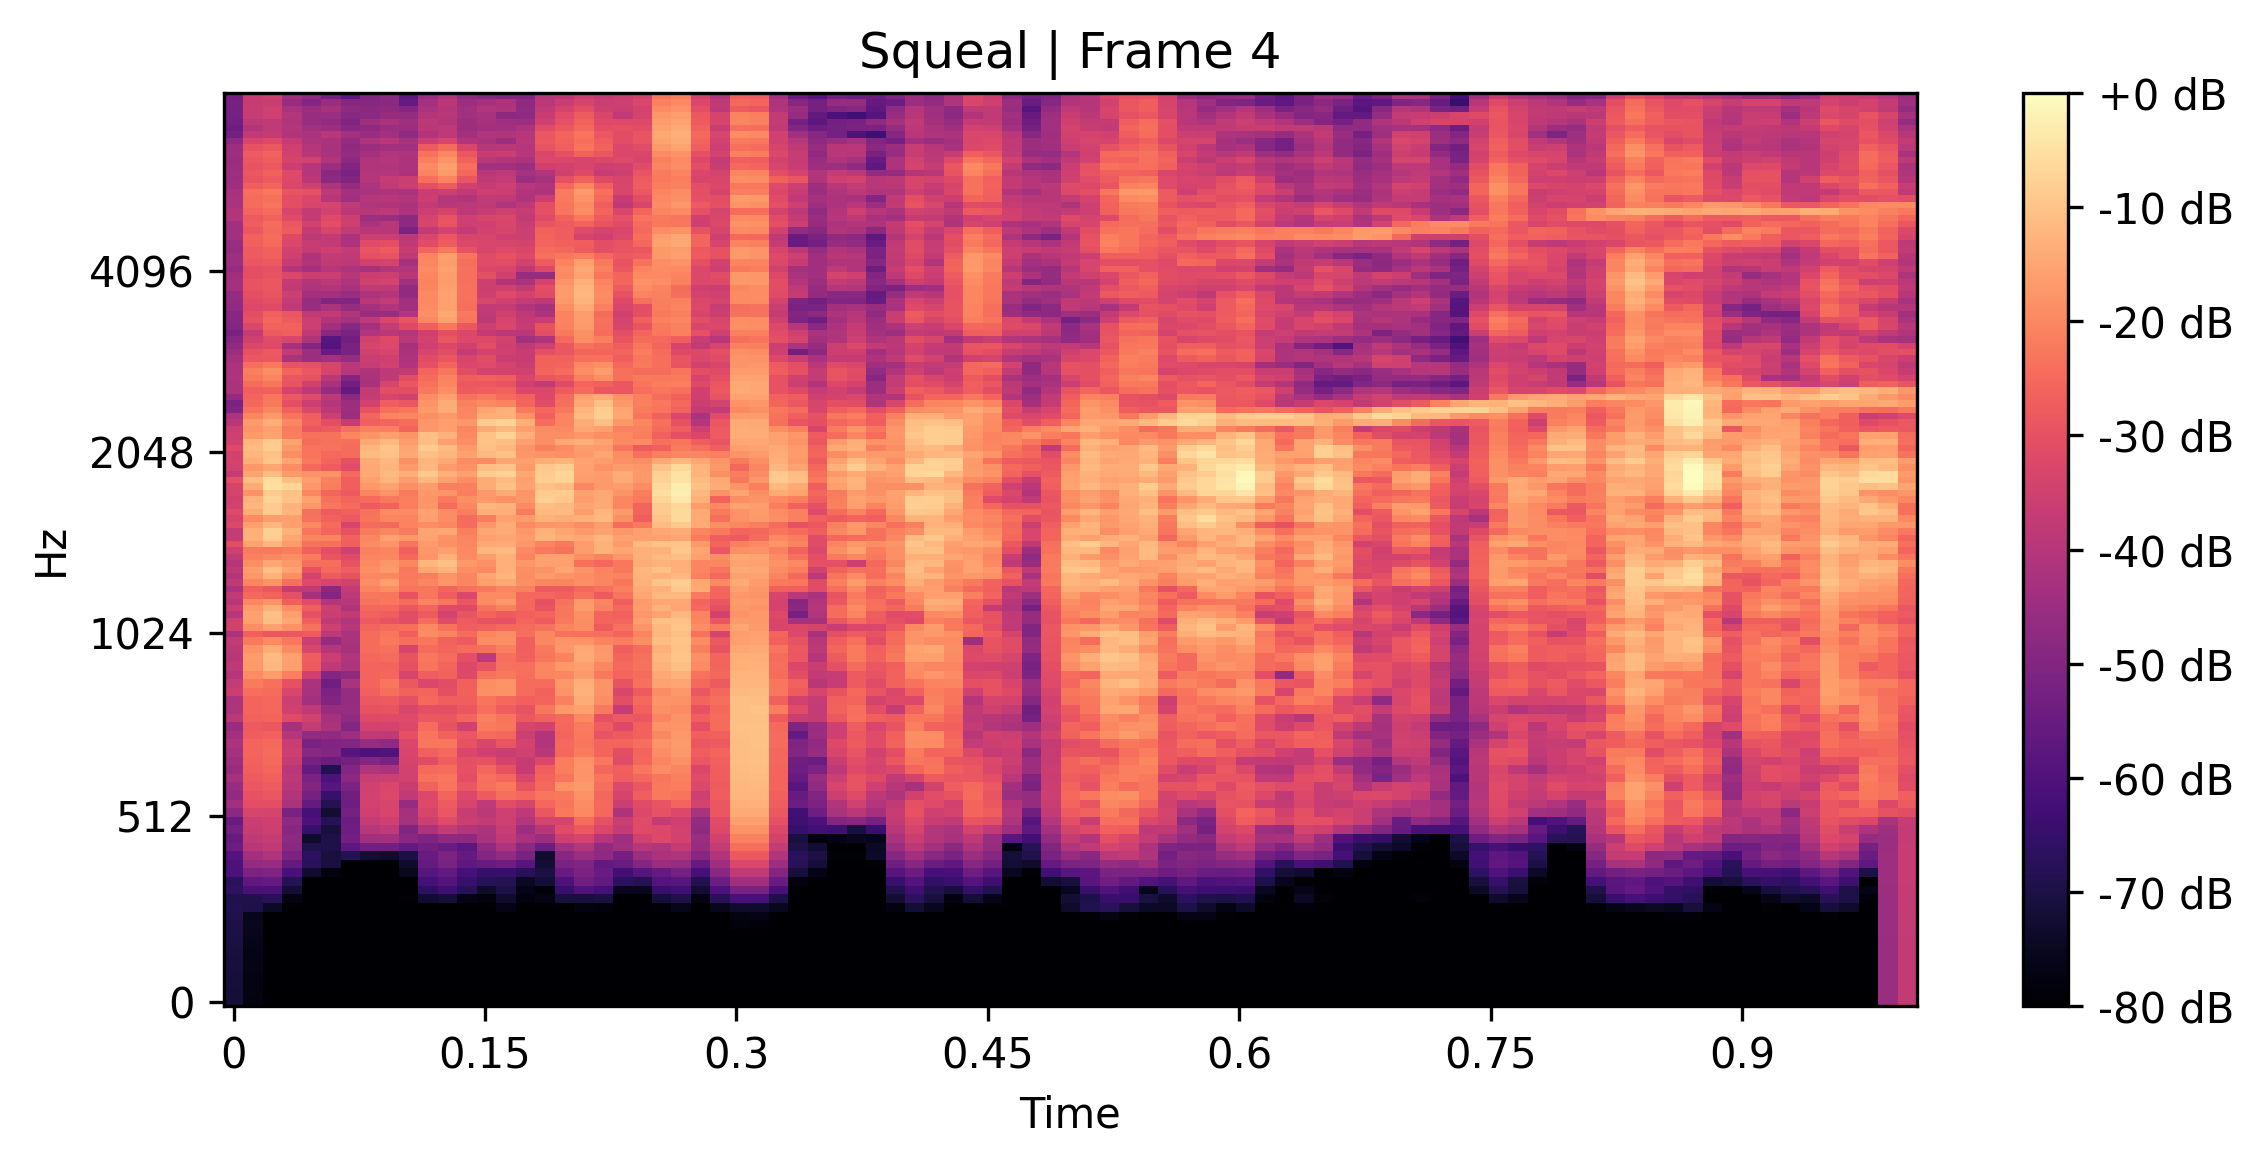 Squeal | Frame 4
+0 dB
-10 dB
-20 dB
-30 dB
-40 dB
-50 dB
-60 dB
-70 dB
-80 dB
Hz
4096
2048
1024
512
0
0 0.15 0.3 0.45 0.6 0.75 0.9
Time